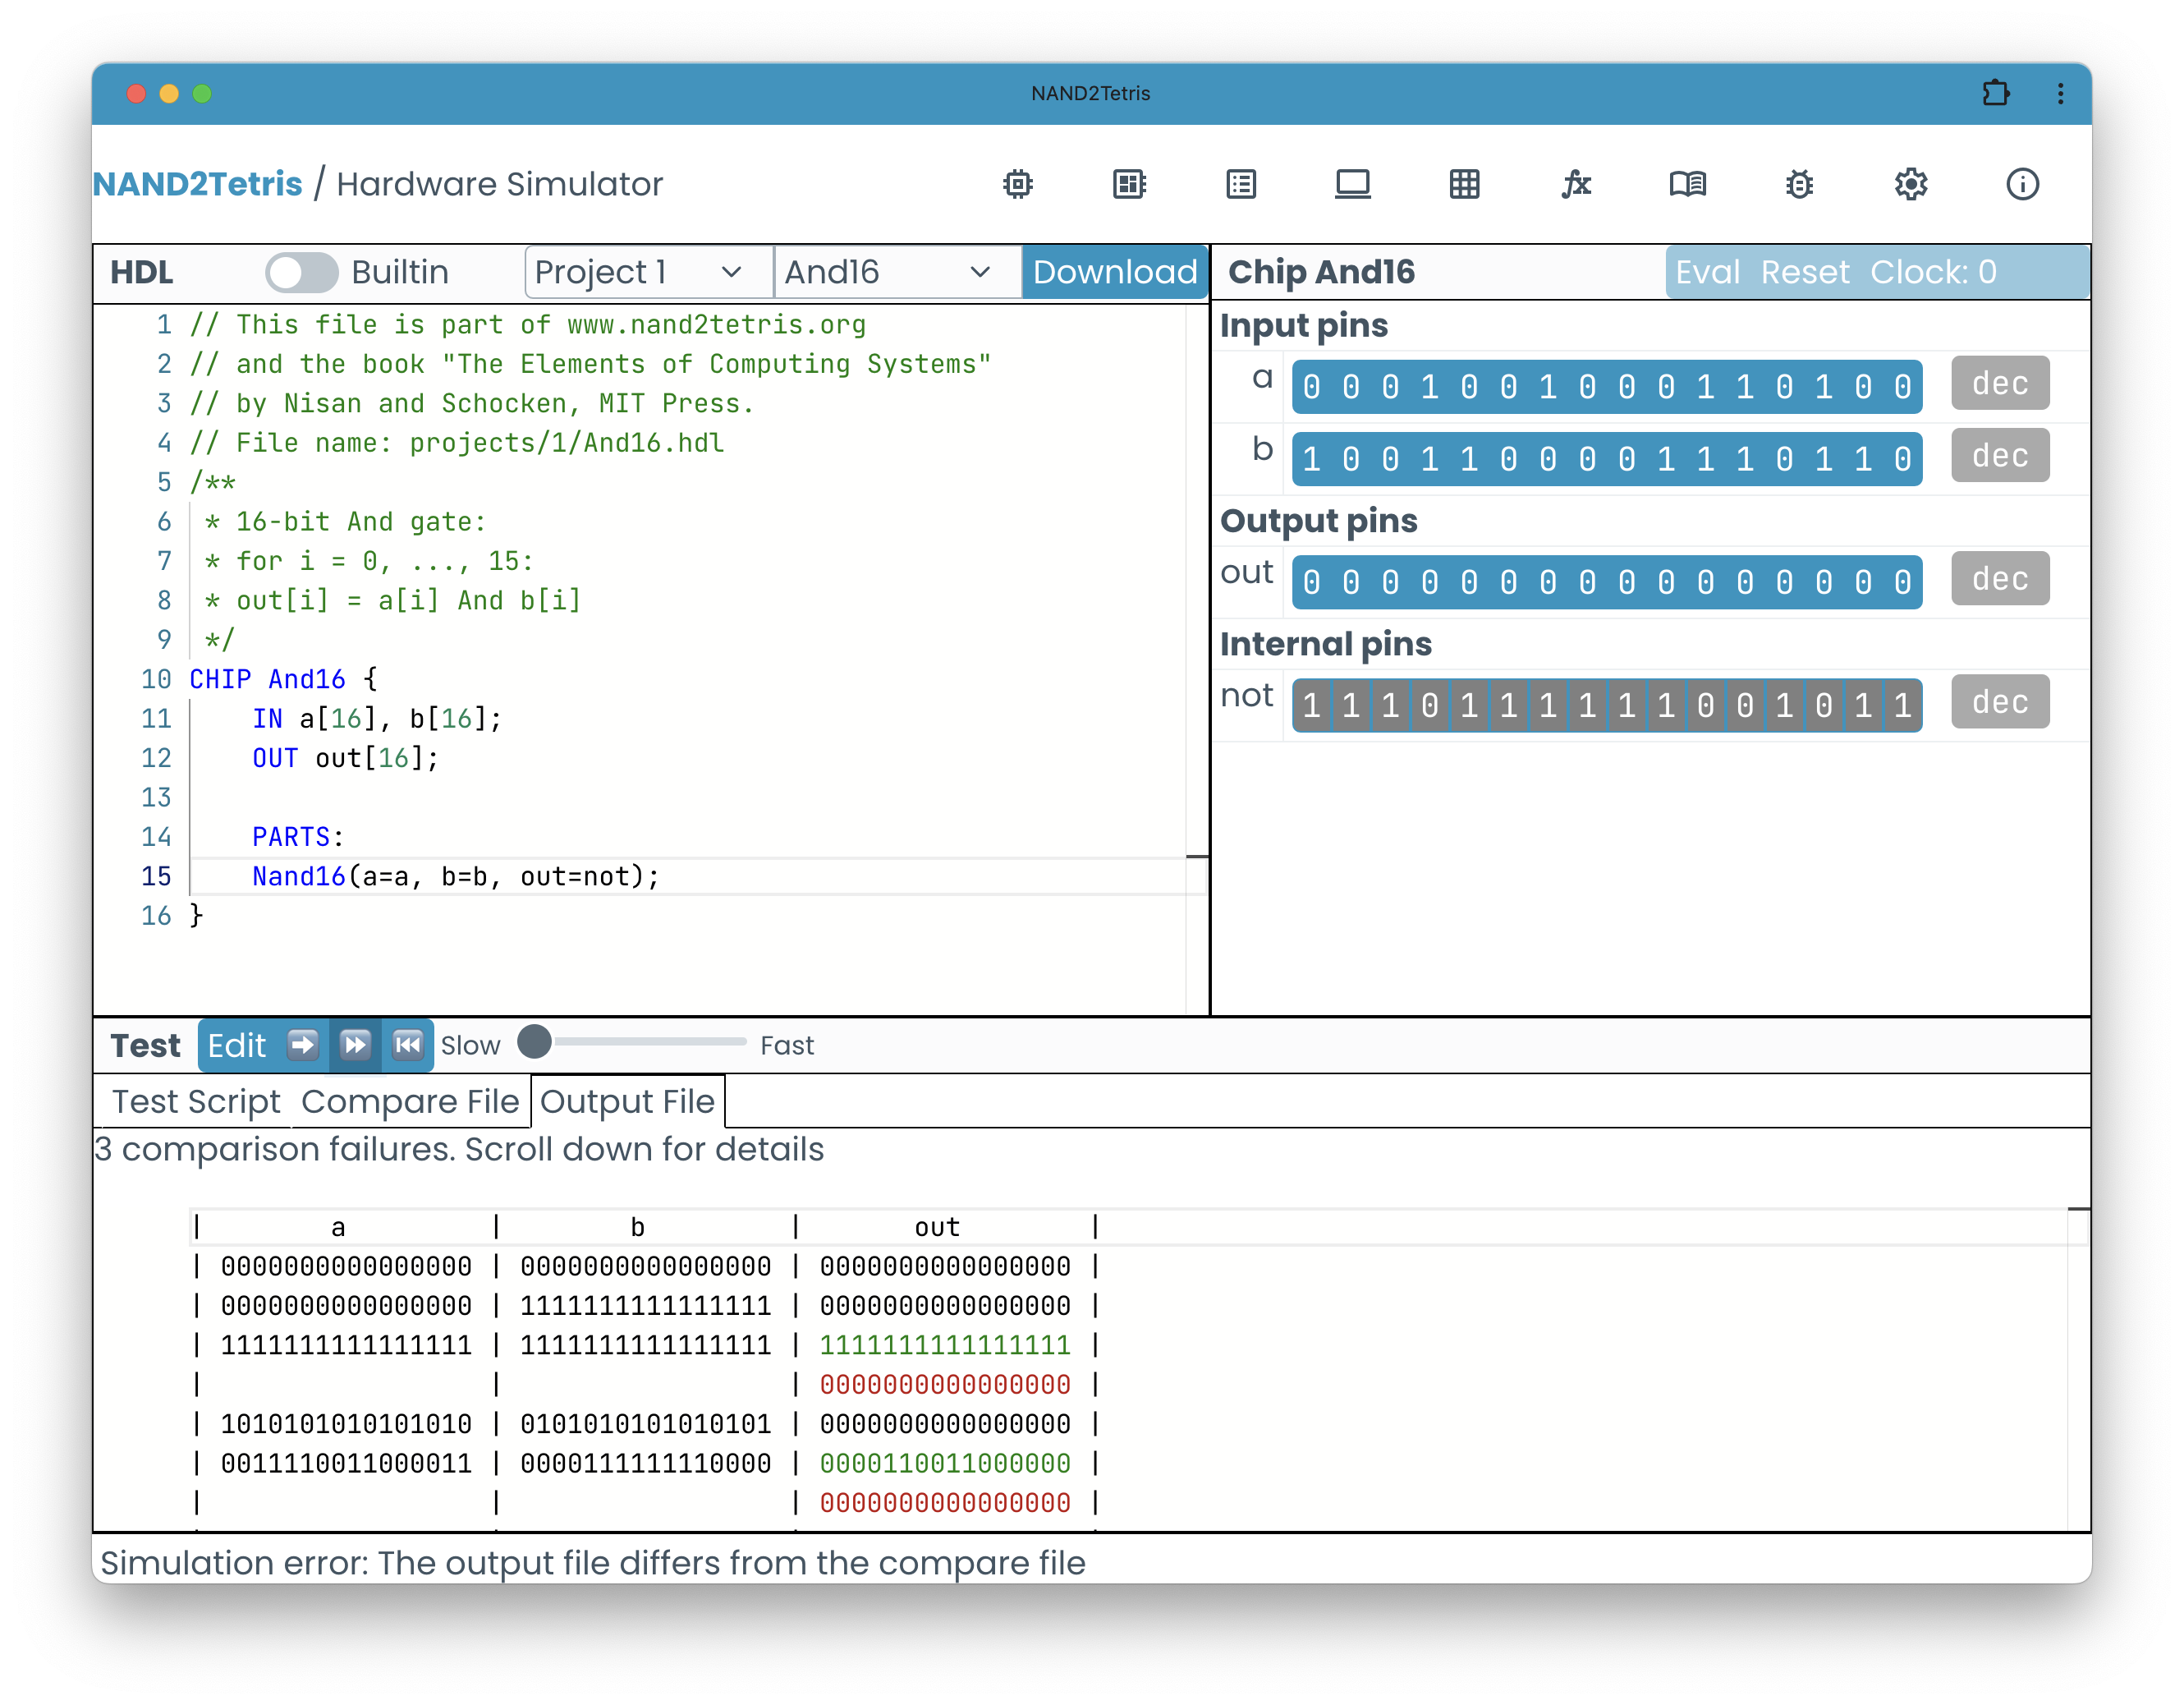 NAND2Tetris
NAND2Tetris / Hardware Simulator
HDL Builtin Project 1 And16 Download
1 // This file is part of www.nand2tetris.org
2 // and the book "The Elements of Computing Systems"
3 // by Nisan and Schocken, MIT Press.
4 // File name: projects/1/And16.hdl
5 /**
6 * 16-bit And gate:
7 * for i = 0, ..., 15:
8 * out[i] = a[i] And b[i]
9 */
10 CHIP And16 {
11 IN a[16], b[16];
12 OUT out[16];
13
14 PARTS:
15 Nand16(a=a, b=b, out=not);
16 }
Chip And16 Eval Reset Clock: 0
Input pins
a 0 0 0 1 0 0 1 0 0 0 1 1 0 1 0 0 dec
b 1 0 0 1 1 0 0 0 0 1 1 1 0 1 1 0 dec
Output pins
out 0 0 0 0 0 0 0 0 0 0 0 0 0 0 0 0 dec
Internal pins
not 1 1 1 0 1 1 1 1 1 1 0 0 1 0 1 1 dec
Test Edit Slow Fast
Test Script Compare File Output File
3 comparison failures. Scroll down for details
| a | b | out |
| 0000000000000000 | 0000000000000000 | 0000000000000000 |
| 0000000000000000 | 1111111111111111 | 0000000000000000 |
| 1111111111111111 | 1111111111111111 | 1111111111111111 |
| | | 0000000000000000 |
| 1010101010101010 | 0101010101010101 | 0000000000000000 |
| 0011110011000011 | 0000111111110000 | 0000110011000000 |
| | | 0000000000000000 |
Simulation error: The output file differs from the compare file